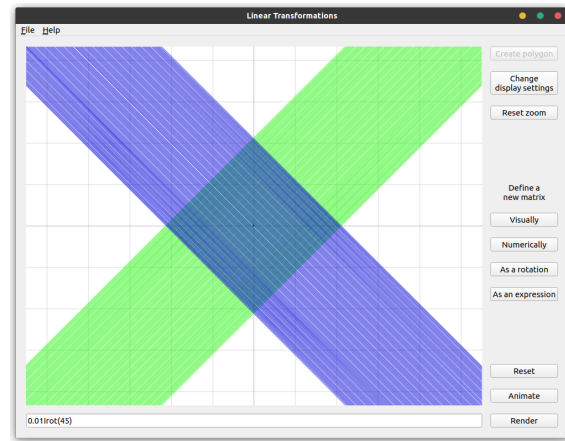 Linear Transformations
File Help
Create polygon
Change
display settings
Reset zoom
Define a
new matrix
Visually
Numerically
As a rotation
As an expression
Reset
Animate
0.01Irot(45)
Render